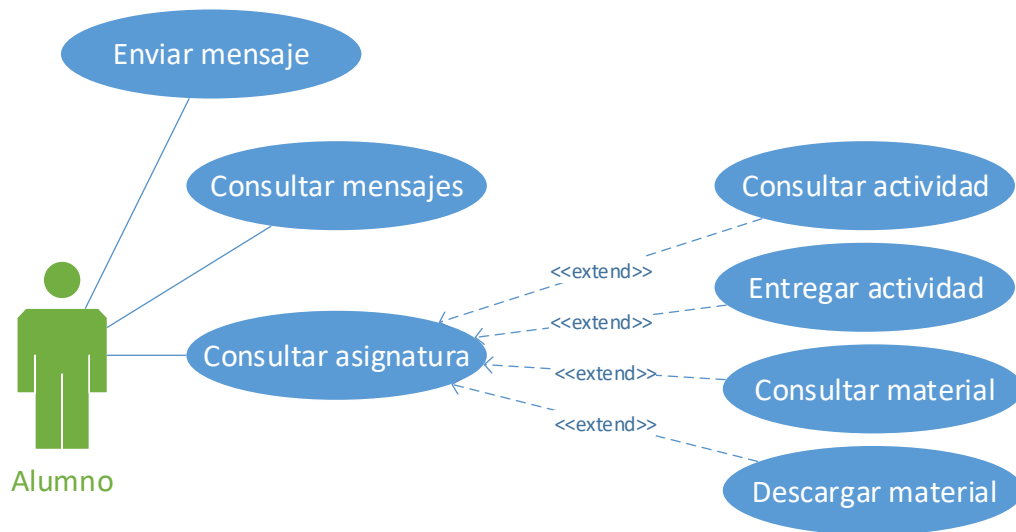 Enviar mensaje
Consultar mensajes
Consultar actividad
<<extend>>
Entregar actividad
<<extend>>
Consultar asignatura
<<extend>>
Consultar material
<<extend>>
Alumno
Descargar material